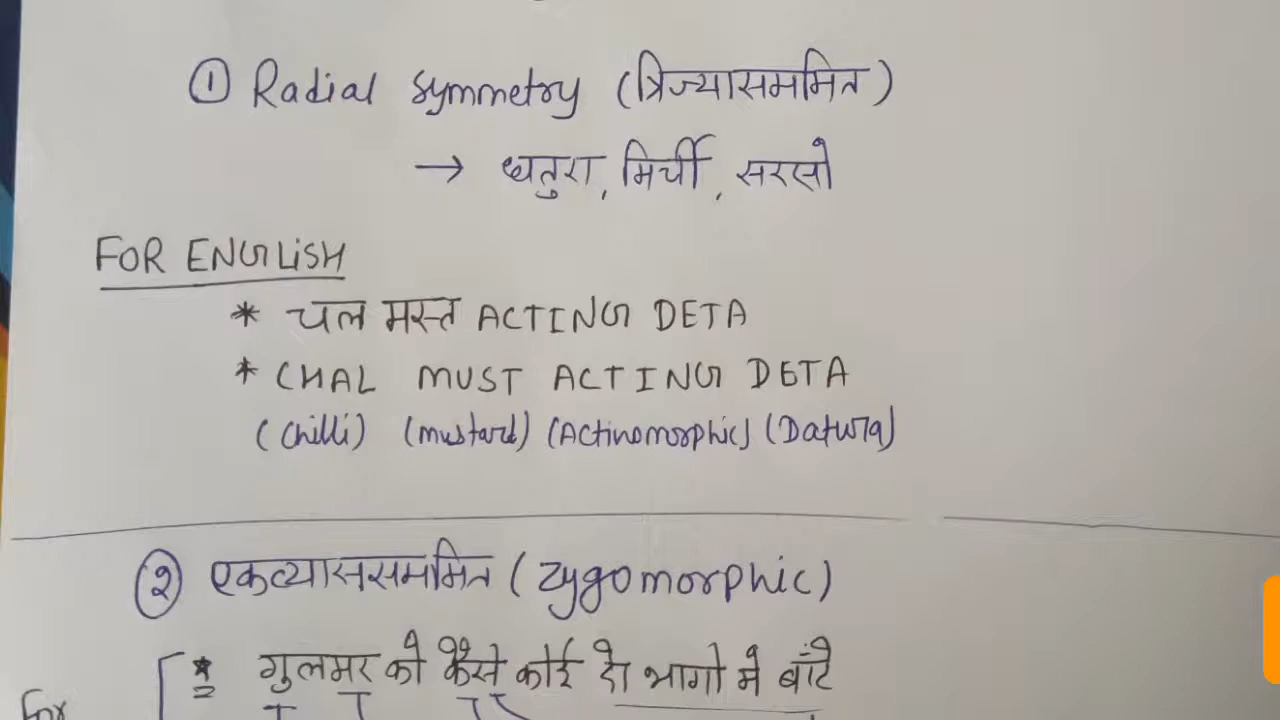 ① Radial symmetry (त्रिज्यासममित)
→ धतुरा, मिर्ची, सरसो
FOR ENGLISH
* चल मस्त ACTING DETA
* CHAL MUST ACTING DETA
(Chilli) (mustard) (Actinomorphic) (Datura)
② एकव्याससममित (Zygomorphic)
* गुलमर को कैसे कोई दो भागो मे बाँटे
For